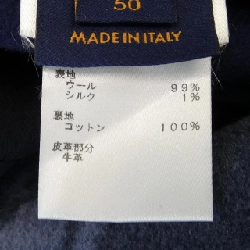 50
MADE IN ITALY
表地
ウール 99%
シルク 1%
裏地
コットン 100%
皮革部分
牛革